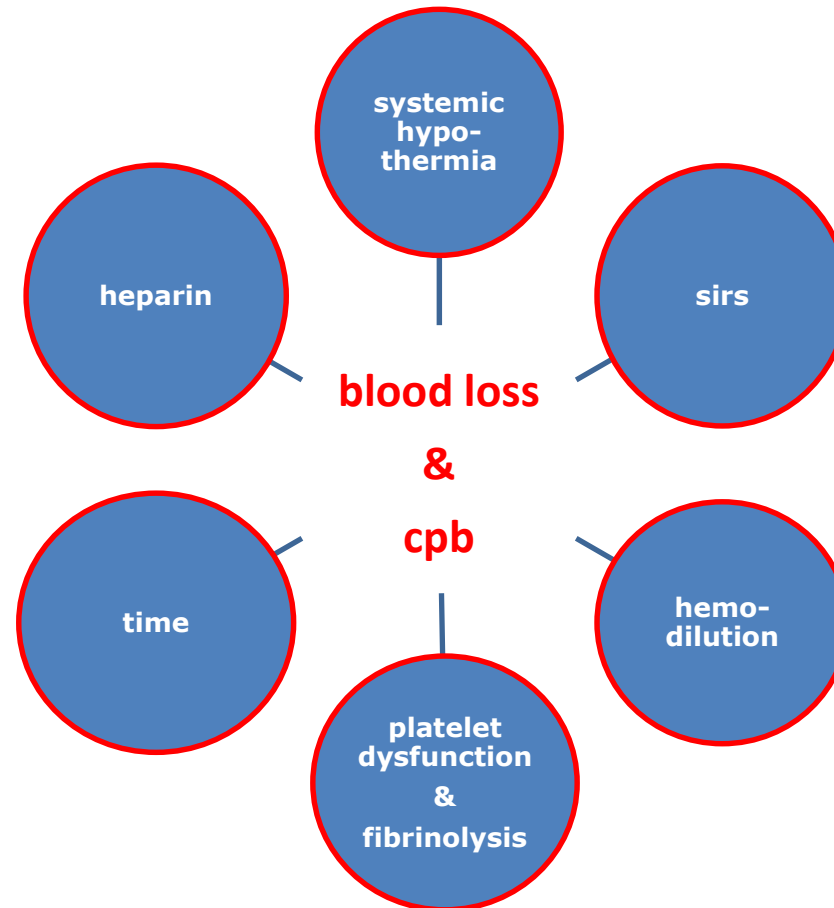 systemic
hypo-
thermia
heparin
sirs
blood loss
&
cpb
time
hemo-
dilution
platelet
dysfunction
&
fibrinolysis